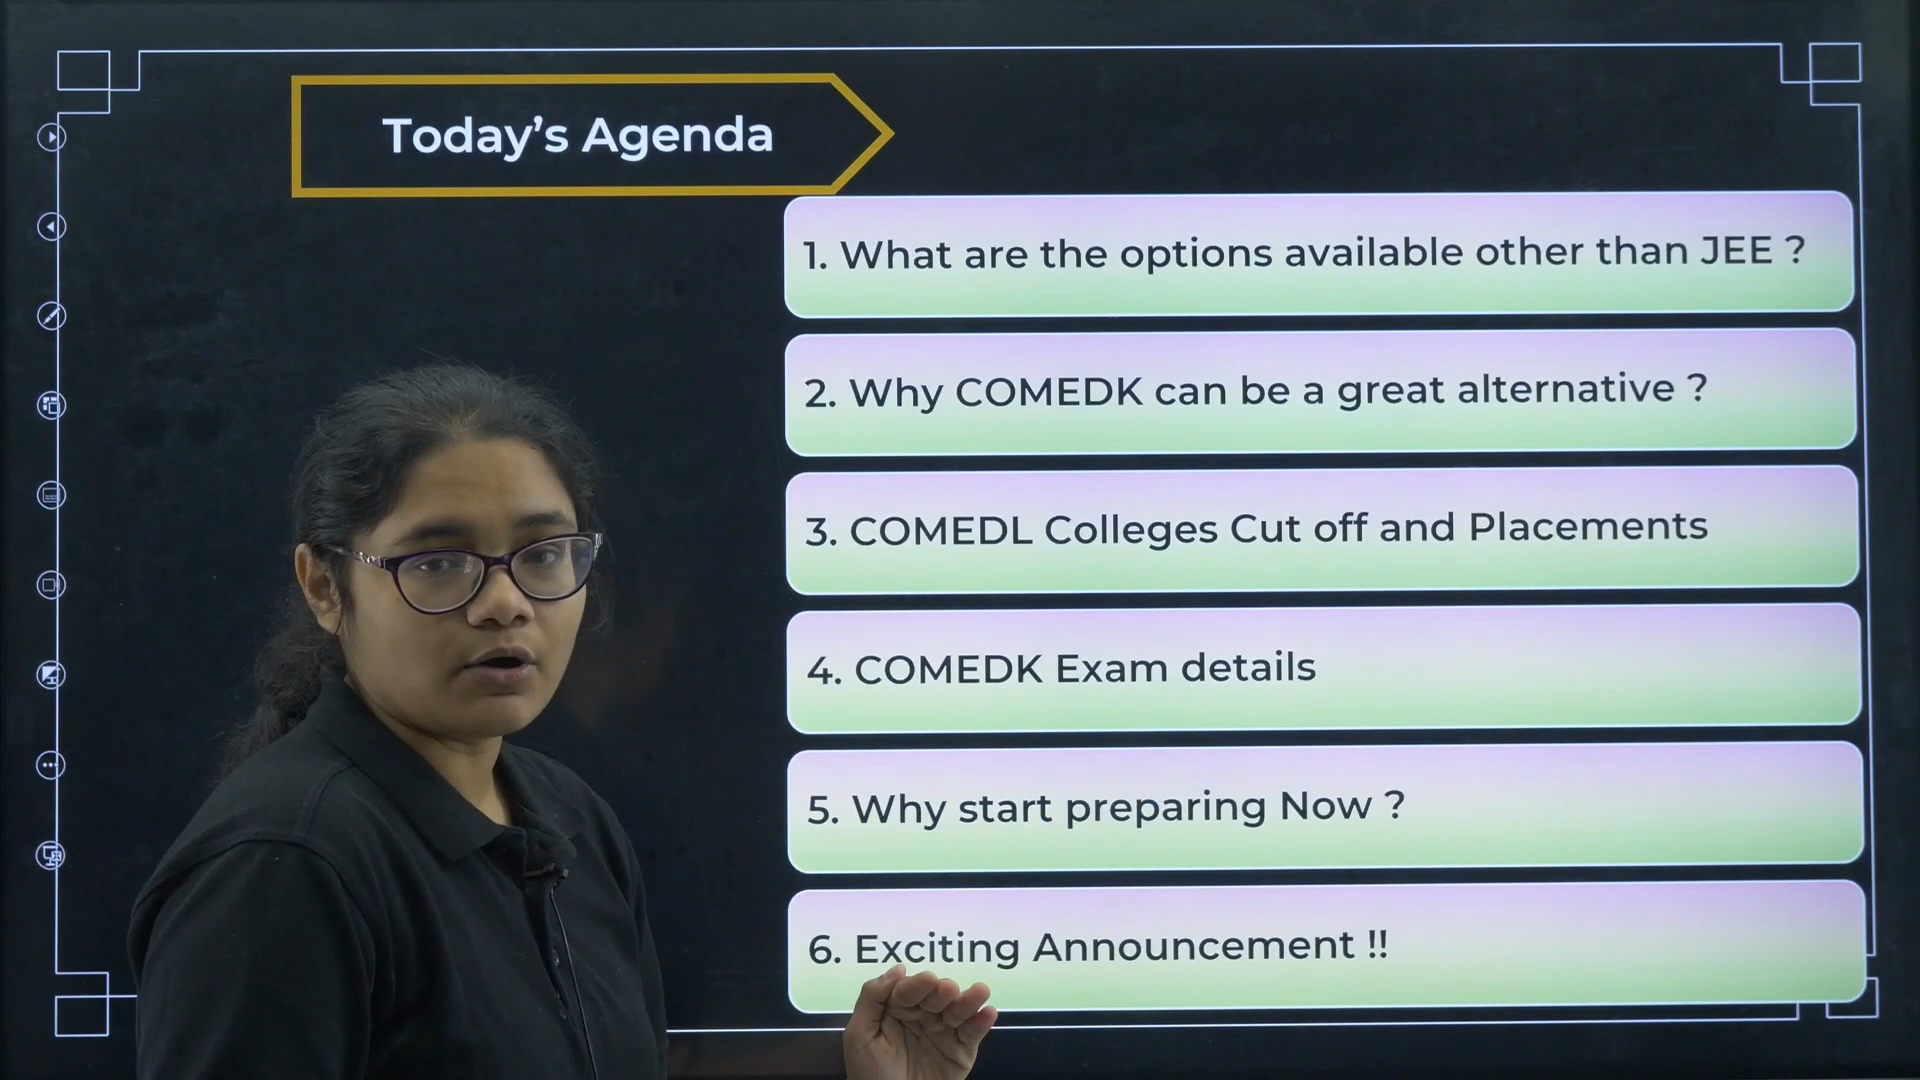 Today's Agenda
1. What are the options available other than JEE ?
2. Why COMEDK can be a great alternative ?
3. COMEDL Colleges Cut off and Placements
4. COMEDK Exam details
5. Why start preparing Now ?
6. Exciting Announcement !!